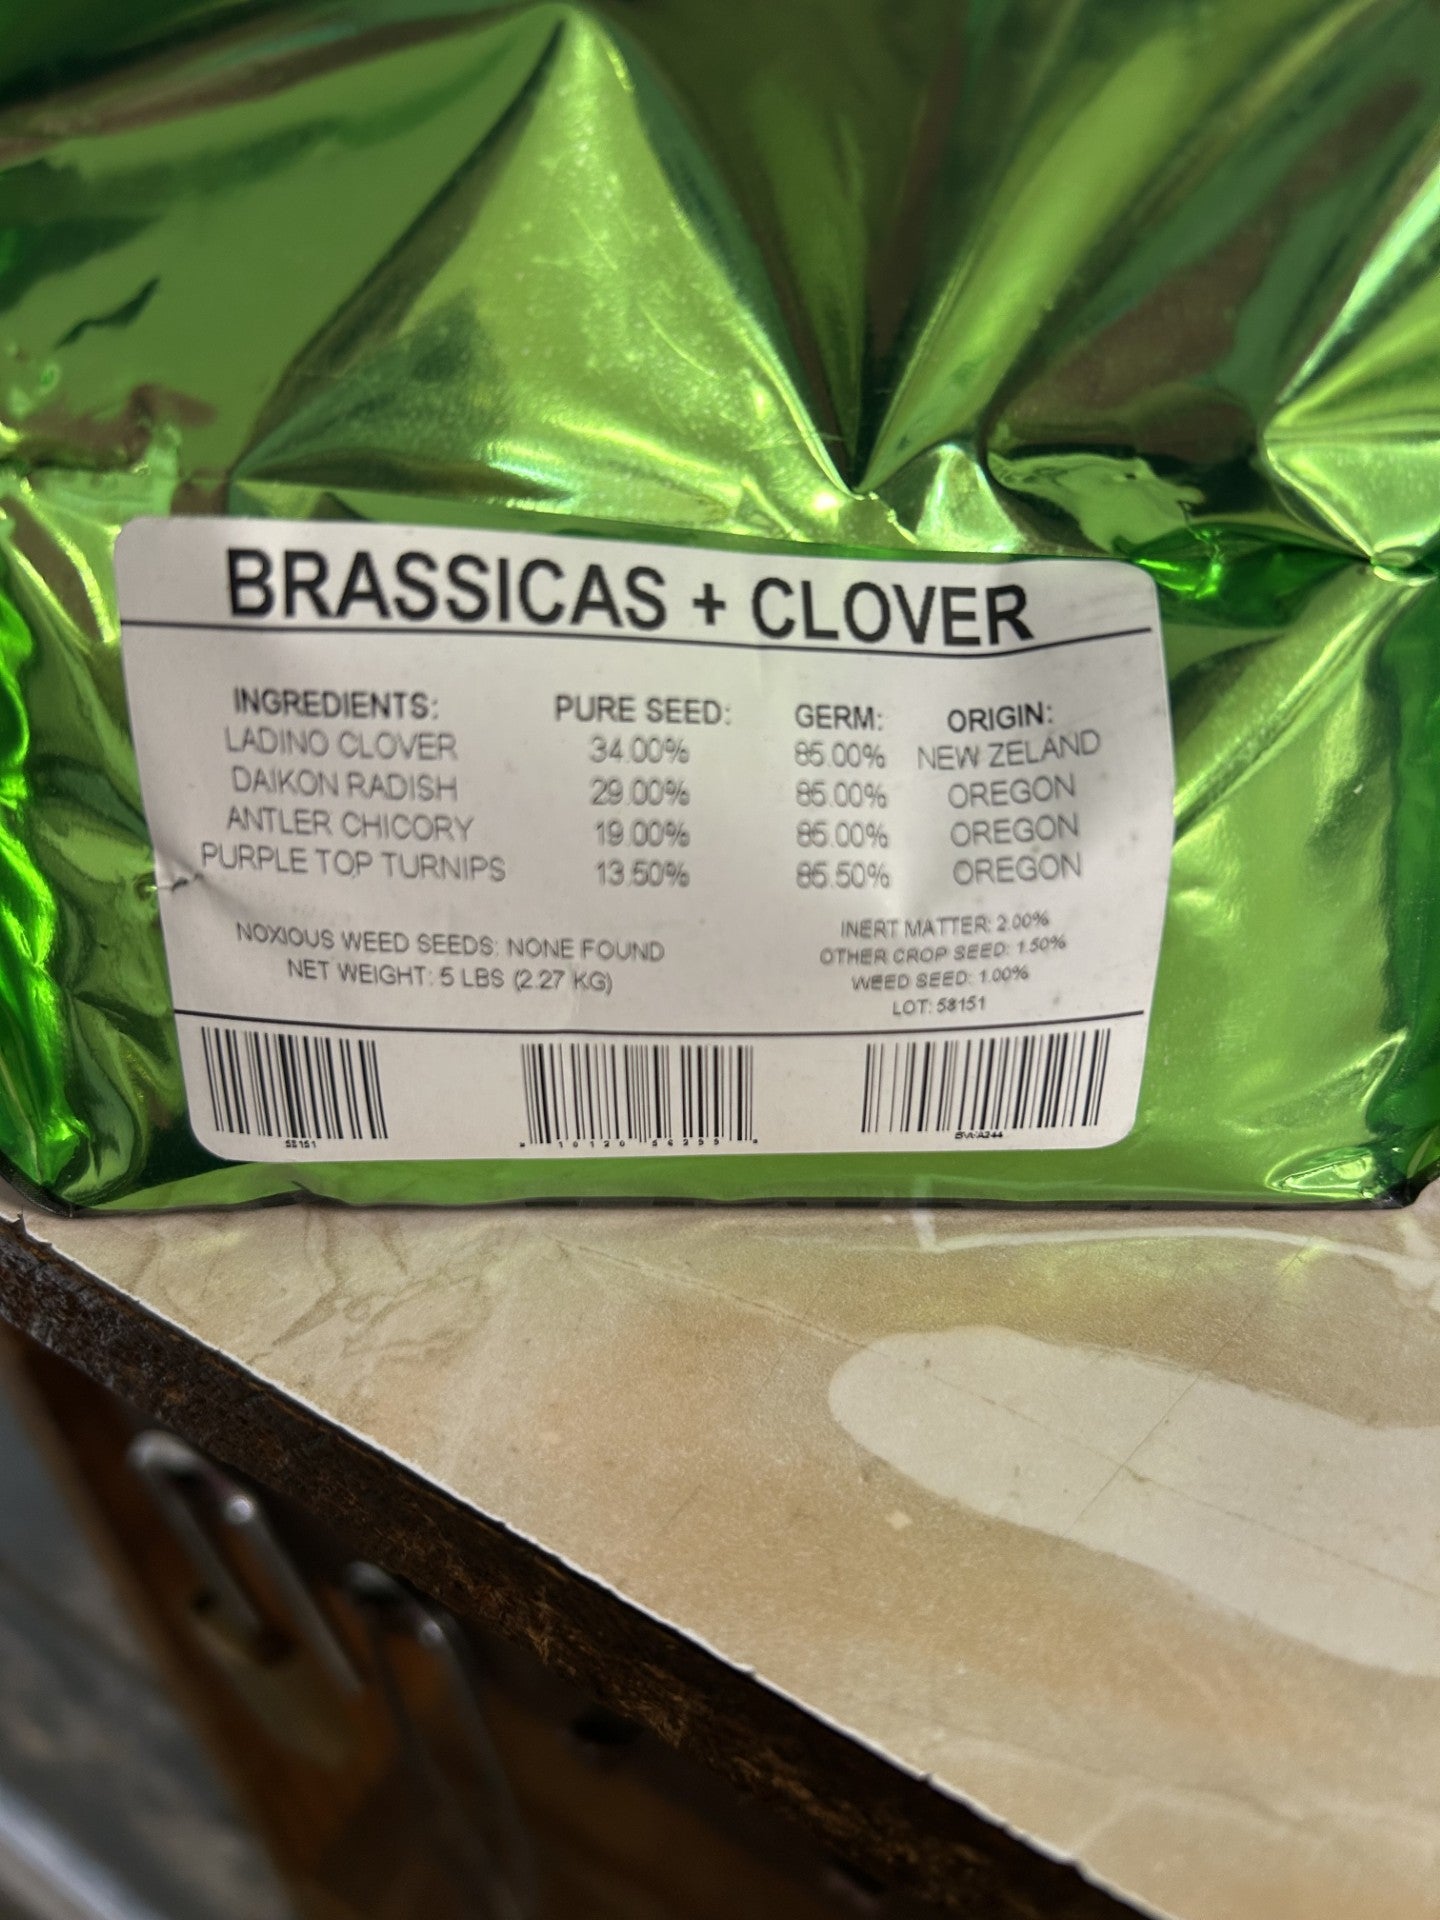 BRASSICAS + CLOVER
INGREDIENTS: PURE SEED: GERM: ORIGIN:
LADINO CLOVER 34.00% 85.00% NEW ZELAND
DAIKON RADISH 29.00% 85.00% OREGON
ANTLER CHICORY 19.00% 85.00% OREGON
PURPLE TOP TURNIPS 13.50% 85.50% OREGON
NOXIOUS WEED SEEDS: NONE FOUND
NET WEIGHT: 5 LBS (2.27 KG)
INERT MATTER: 2.00%
OTHER CROP SEED: 1.50%
WEED SEED: 1.00%
LOT: 58151
58151